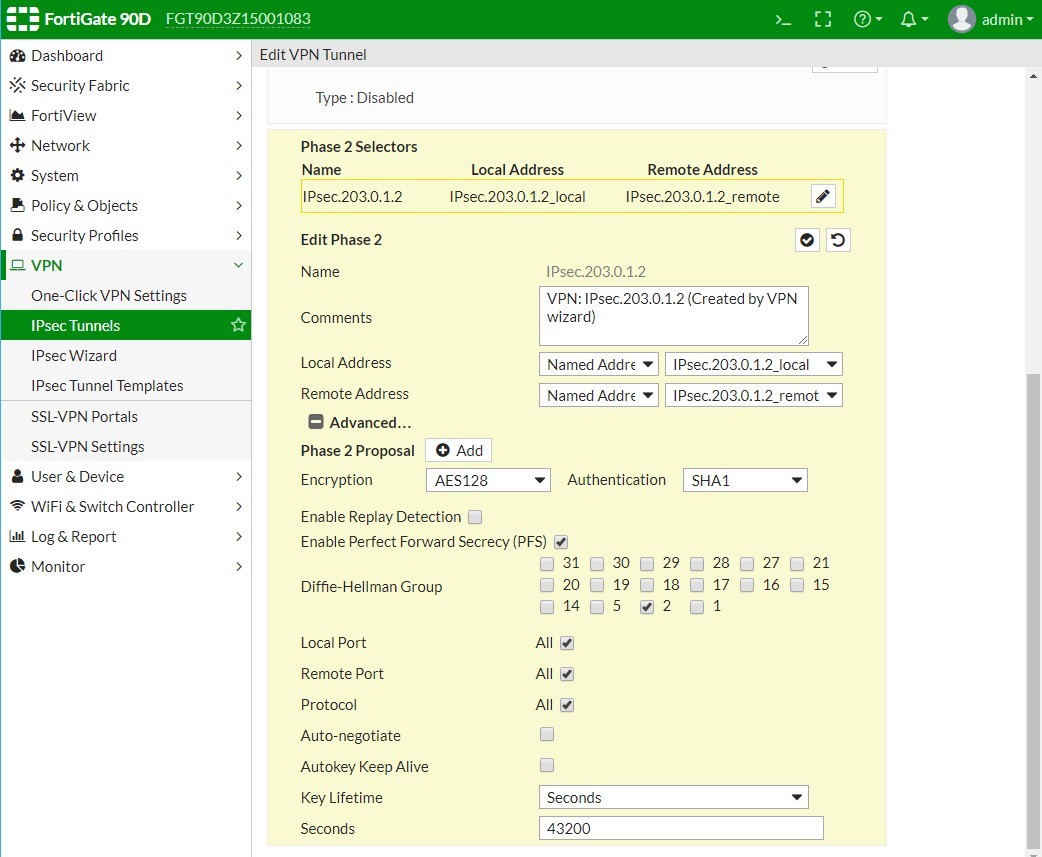 FortiGate 90D FGT90D3Z15001083 >_ admin
Dashboard
Security Fabric
FortiView
Network
System
Policy & Objects
Security Profiles
VPN
One-Click VPN Settings
IPsec Tunnels
IPsec Wizard
IPsec Tunnel Templates
SSL-VPN Portals
SSL-VPN Settings
User & Device
WiFi & Switch Controller
Log & Report
Monitor
Edit VPN Tunnel
Type : Disabled
Phase 2 Selectors
Name Local Address Remote Address
IPsec.203.0.1.2 IPsec.203.0.1.2_local IPsec.203.0.1.2_remote
Edit Phase 2
Name IPsec.203.0.1.2
Comments VPN: IPsec.203.0.1.2 (Created by VPN
wizard)
Local Address Named Addre IPsec.203.0.1.2_local
Remote Address Named Addre IPsec.203.0.1.2_remot
Advanced...
Phase 2 Proposal Add
Encryption AES128 Authentication SHA1
Enable Replay Detection
Enable Perfect Forward Secrecy (PFS)
Diffie-Hellman Group
31 30 29 28 27 21
20 19 18 17 16 15
14 5 2 1
Local Port All
Remote Port All
Protocol All
Auto-negotiate
Autokey Keep Alive
Key Lifetime Seconds
Seconds 43200